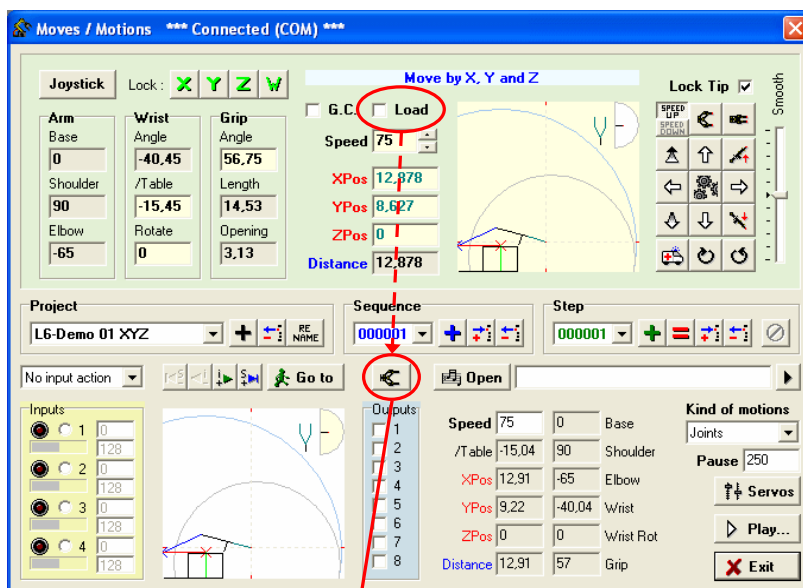 Moves / Motions *** Connected (COM) ***
Move by X, Y and Z
Joystick Lock : X Y Z W
G.C. Load
Lock Tip
Smooth
Arm Wrist Grip
Base Angle Angle
0 -40,45 56,75
Shoulder /Table Length
90 -15,45 14,53
Elbow Rotate Opening
-65 0 3,13
Speed 75
XPos 12,878
YPos 8,627
ZPos 0
Distance 12,878
SPEED UP
SPEED DOWN
Project Sequence Step
L6-Demo 01 XYZ RE NAME 000001 000001
No input action Go to Open
Inputs
1 0
128
2 0
128
3 0
128
4 0
128
Outputs
1
2
3
4
5
6
7
8
Speed 75 0 Base
/Table -15,04 90 Shoulder
XPos 12,91 -65 Elbow
YPos 9,22 -40,04 Wrist
ZPos 0 0 Wrist Rot
Distance 12,91 57 Grip
Kind of motions
Joints
Pause 250
Servos
Play...
Exit